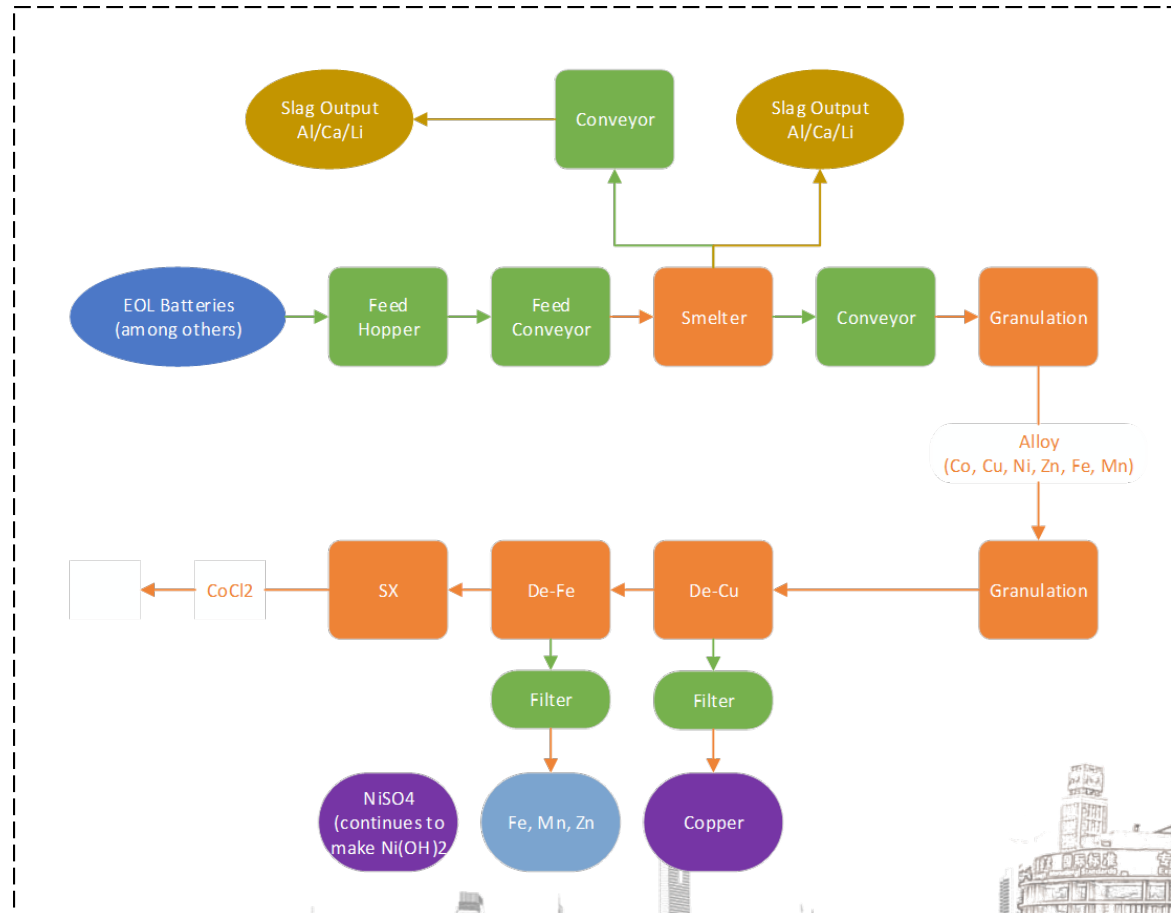 Slag Output
Al/Ca/Li
Conveyor
Slag Output
Al/Ca/Li
EOL Batteries
(among others)
Feed
Hopper
Feed
Conveyor
Smelter
Conveyor
Granulation
Alloy
(Co, Cu, Ni, Zn, Fe, Mn)
CoCl2
SX
De-Fe
De-Cu
Granulation
Filter
Filter
NiSO4
(continues to
make Ni(OH)2
Fe, Mn, Zn
Copper